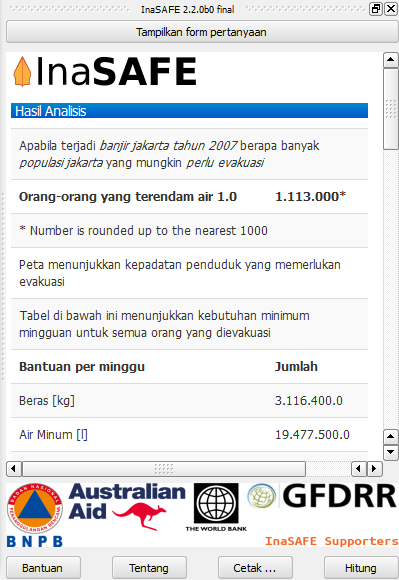 InaSAFE 2.2.0b0 final
Tampilkan form pertanyaan
InaSAFE
Hasil Analisis
Apabila terjadi banjir jakarta tahun 2007 berapa banyak
populasi jakarta yang mungkin perlu evakuasi
Orang-orang yang terendam air 1.0 1.113.000*
* Number is rounded up to the nearest 1000
Peta menunjukkan kepadatan penduduk yang memerlukan
evakuasi
Tabel di bawah ini menunjukkan kebutuhan minimum
mingguan untuk semua orang yang dievakuasi
Bantuan per minggu Jumlah
Beras [kg] 3.116.400.0
Air Minum [l] 19.477.500.0
BNPB
Australian
Aid
THE WORLD BANK
GFDRR
InaSAFE Supporters
Bantuan Tentang Cetak ... Hitung